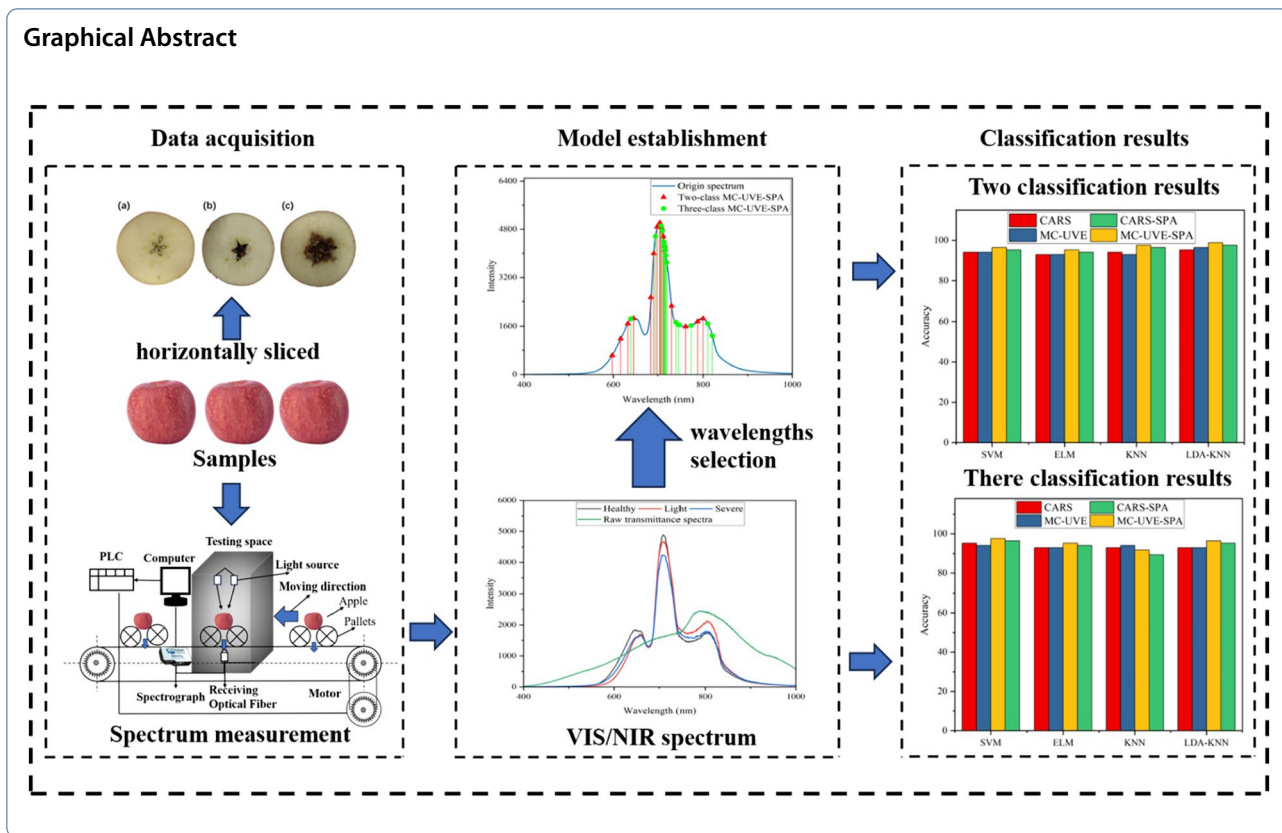 Graphical Abstract
Data acquisition
(a)
(b)
(c)
horizontally sliced
Samples
Testing space
PLC
Computer
Light source
Moving direction
Apple
Pallets
Spectrograph
Receiving
Optical Fiber
Motor
Spectrum measurement
Model establishment
6400
4800
3200
1600
0
Intensity
Origin spectrum
Two-class MC-UVE-SPA
Three-class MC-UVE-SPA
400
600
800
1000
Wavelength (nm)
wavelengths
selection
6000
5000
4000
3000
2000
1000
0
Intensity
Healthy
Light
Severe
Raw transmittance spectra
400
600
800
1000
Wavelength (nm)
VIS/NIR spectrum
Classification results
Two classification results
CARS
CARS-SPA
MC-UVE
MC-UVE-SPA
100
80
60
40
20
0
Accuracy
SVM
ELM
KNN
LDA-KNN
There classification results
CARS
CARS-SPA
MC-UVE
MC-UVE-SPA
100
80
60
40
20
0
Accuracy
SVM
ELM
KNN
LDA-KNN